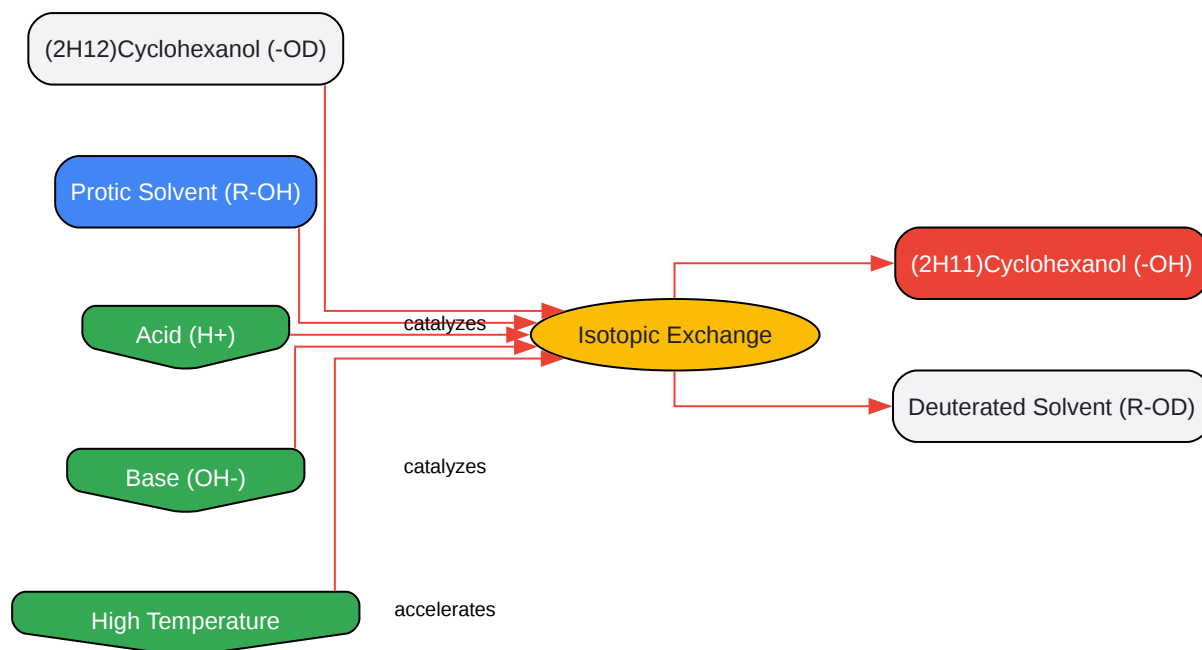 (2H12)Cyclohexanol (-OD)
Protic Solvent (R-OH)
(2H11)Cyclohexanol (-OH)
Acid (H+)
catalyzes
Isotopic Exchange
Deuterated Solvent (R-OD)
Base (OH-)
catalyzes
High Temperature
accelerates